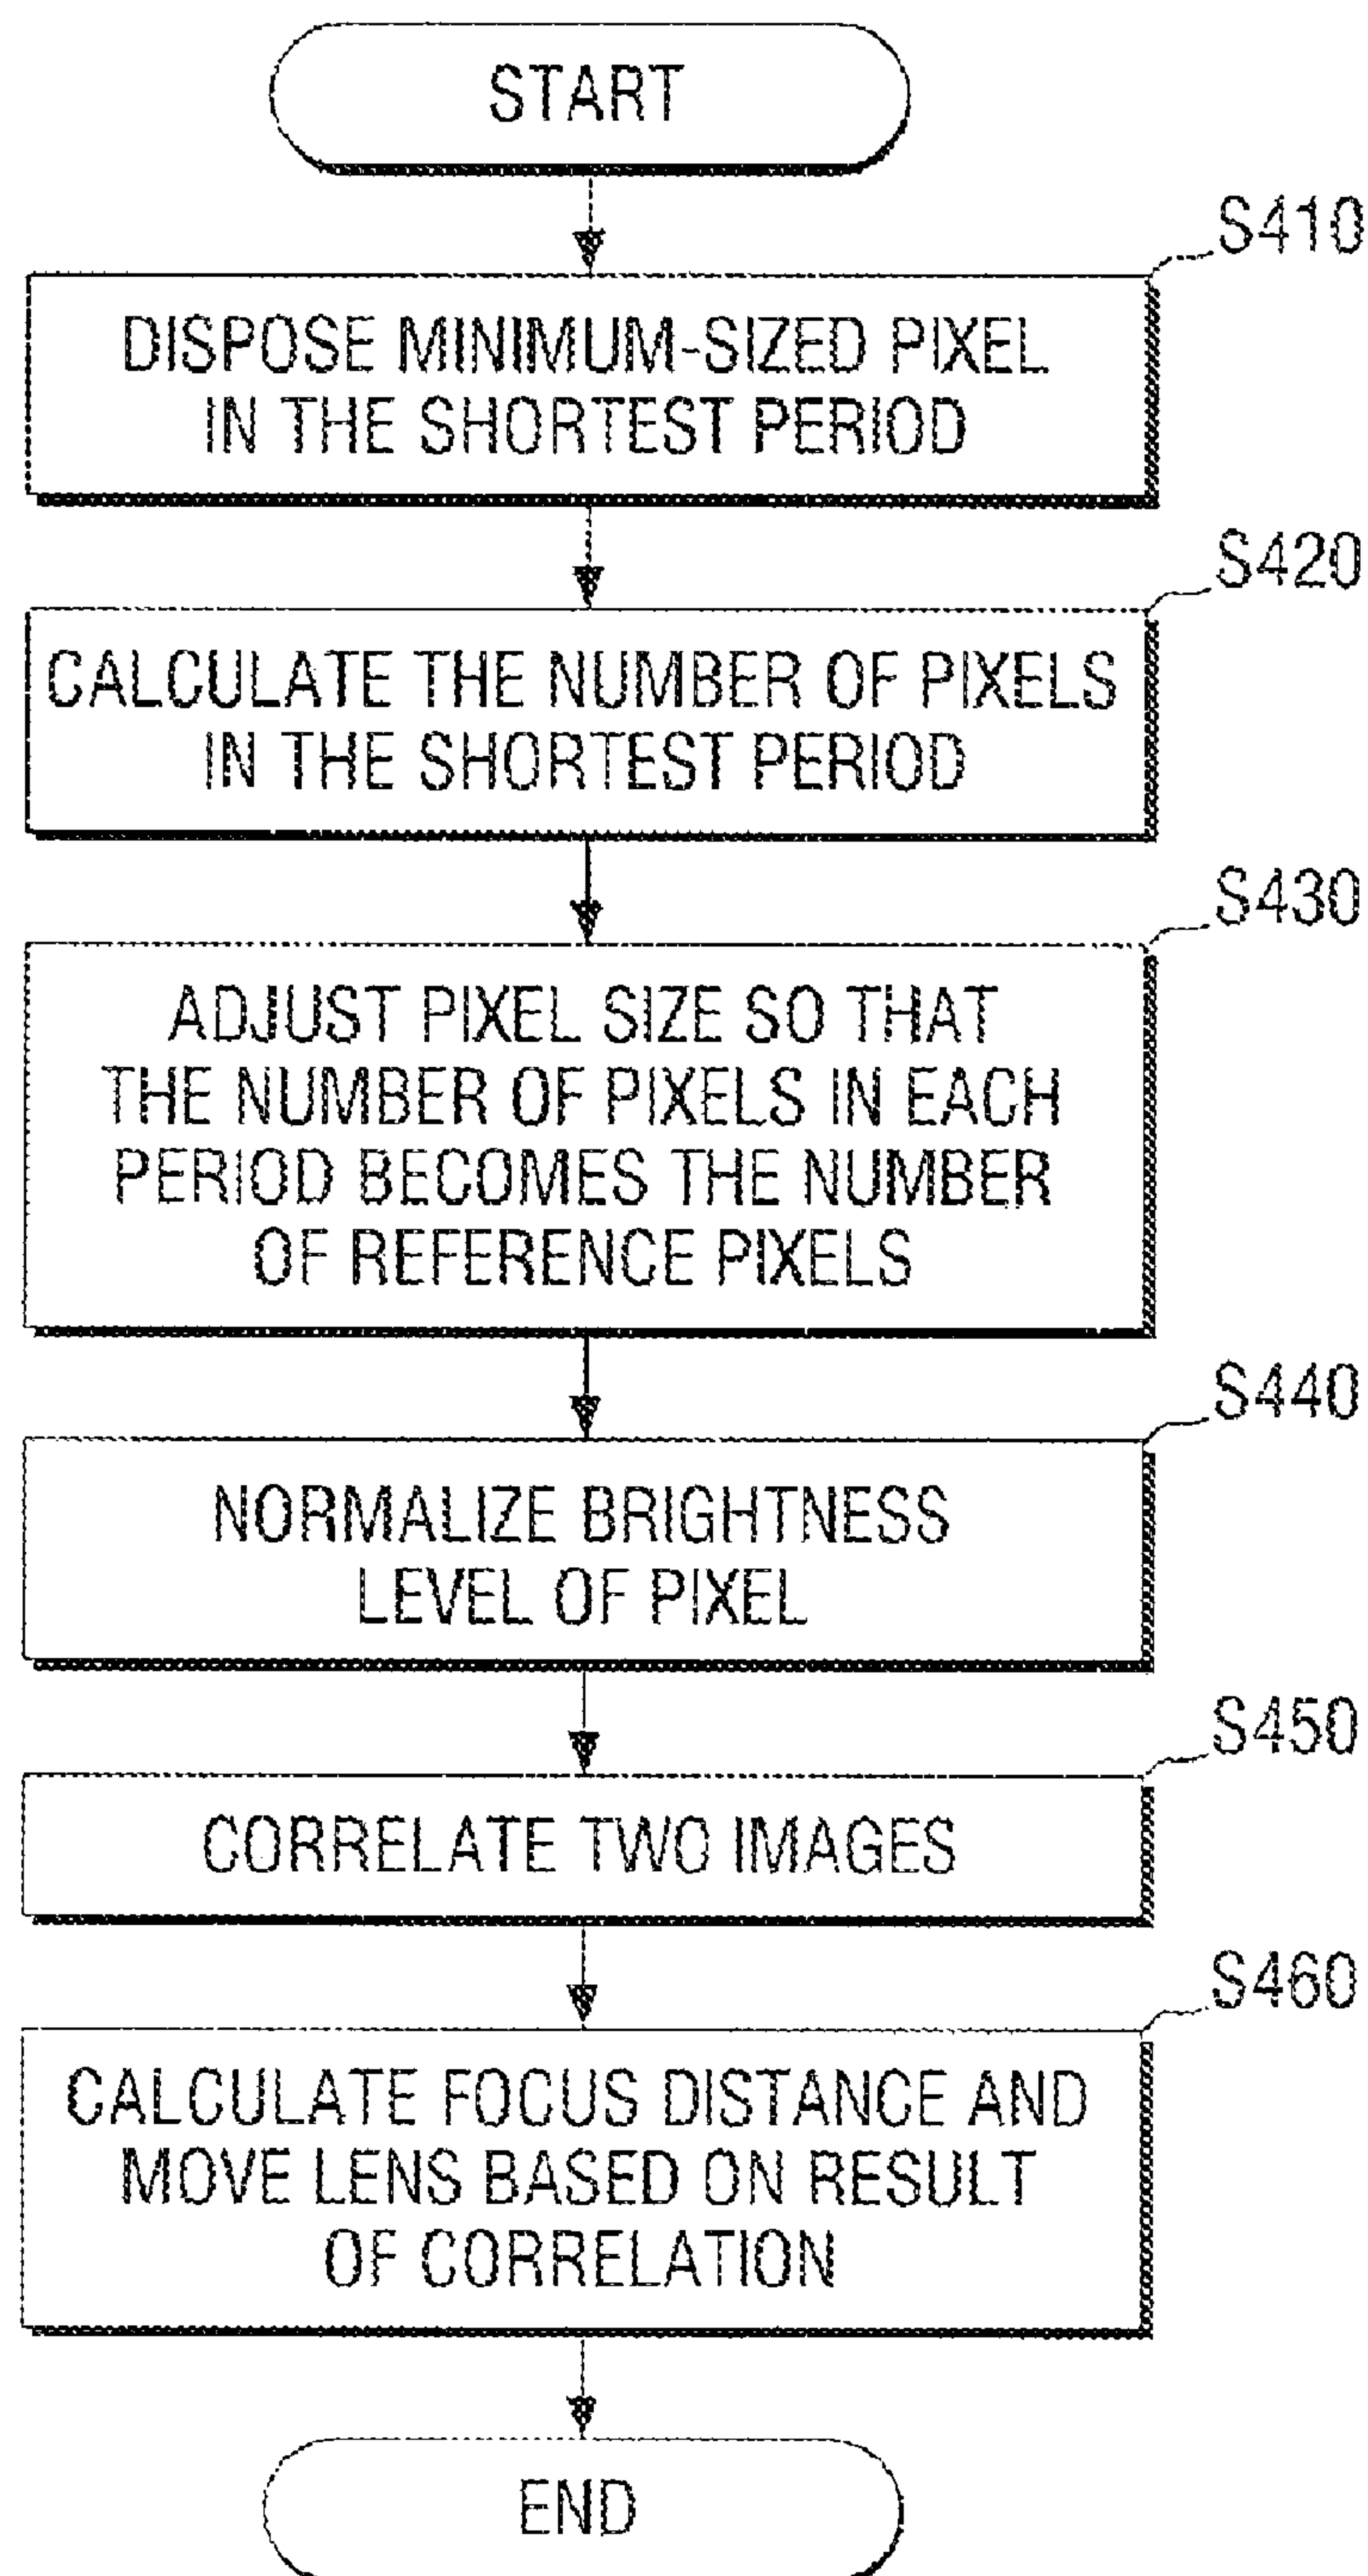 START
S410
DISPOSE MINIMUM-SIZED PIXEL
IN THE SHORTEST PERIOD
S420
CALCULATE THE NUMBER OF PIXELS
IN THE SHORTEST PERIOD
S430
ADJUST PIXEL SIZE SO THAT
THE NUMBER OF PIXELS IN EACH
PERIOD BECOMES THE NUMBER
OF REFERENCE PIXELS
S440
NORMALIZE BRIGHTNESS
LEVEL OF PIXEL
S450
CORRELATE TWO IMAGES
S460
CALCULATE FOCUS DISTANCE AND
MOVE LENS BASED ON RESULT
OF CORRELATION
END